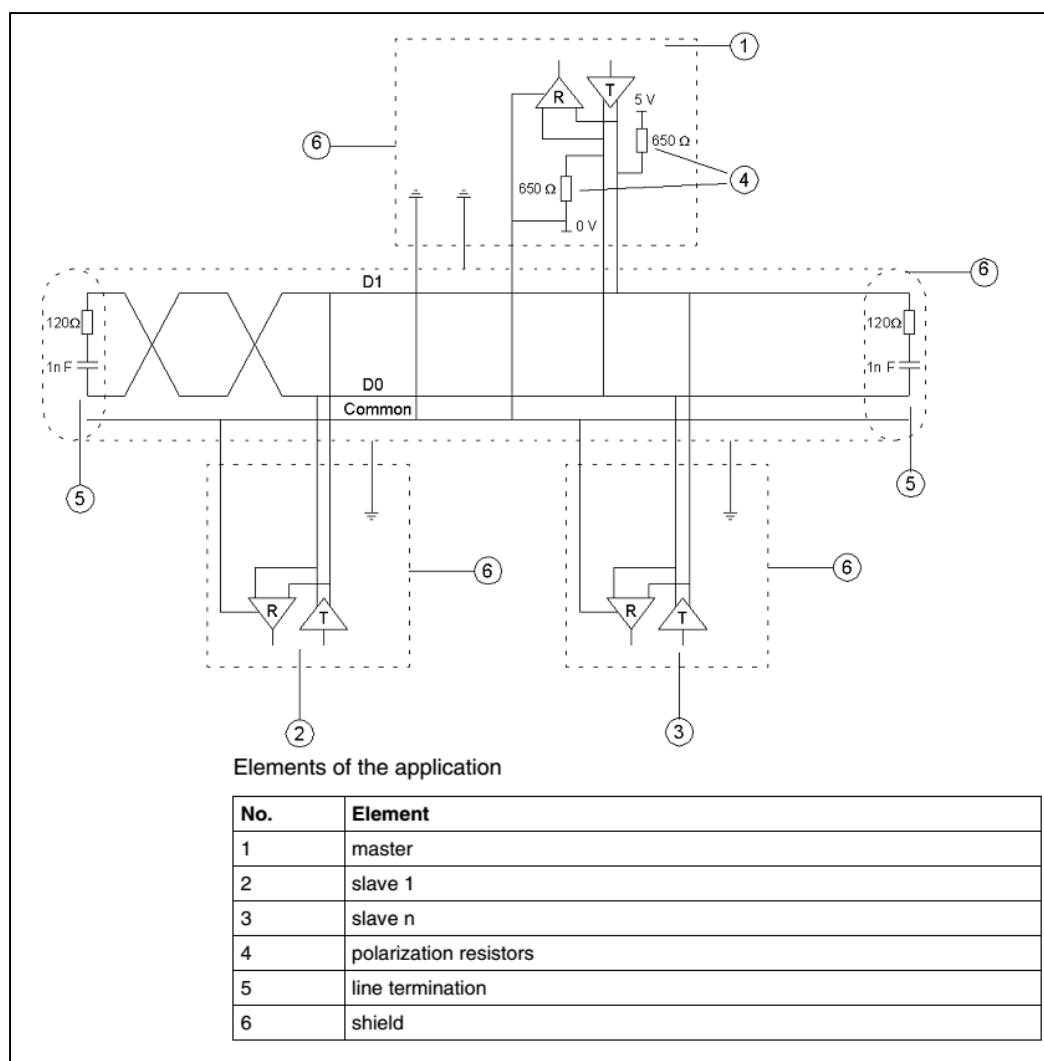 1
R
T
5 V
6
650 Ω
4
650 Ω
0 V
D1
6
120Ω
120Ω
1n F
1n F
D0
Common
5
5
6
6
R
T
R
T
2
3
Elements of the application
No. Element
1 master
2 slave 1
3 slave n
4 polarization resistors
5 line termination
6 shield